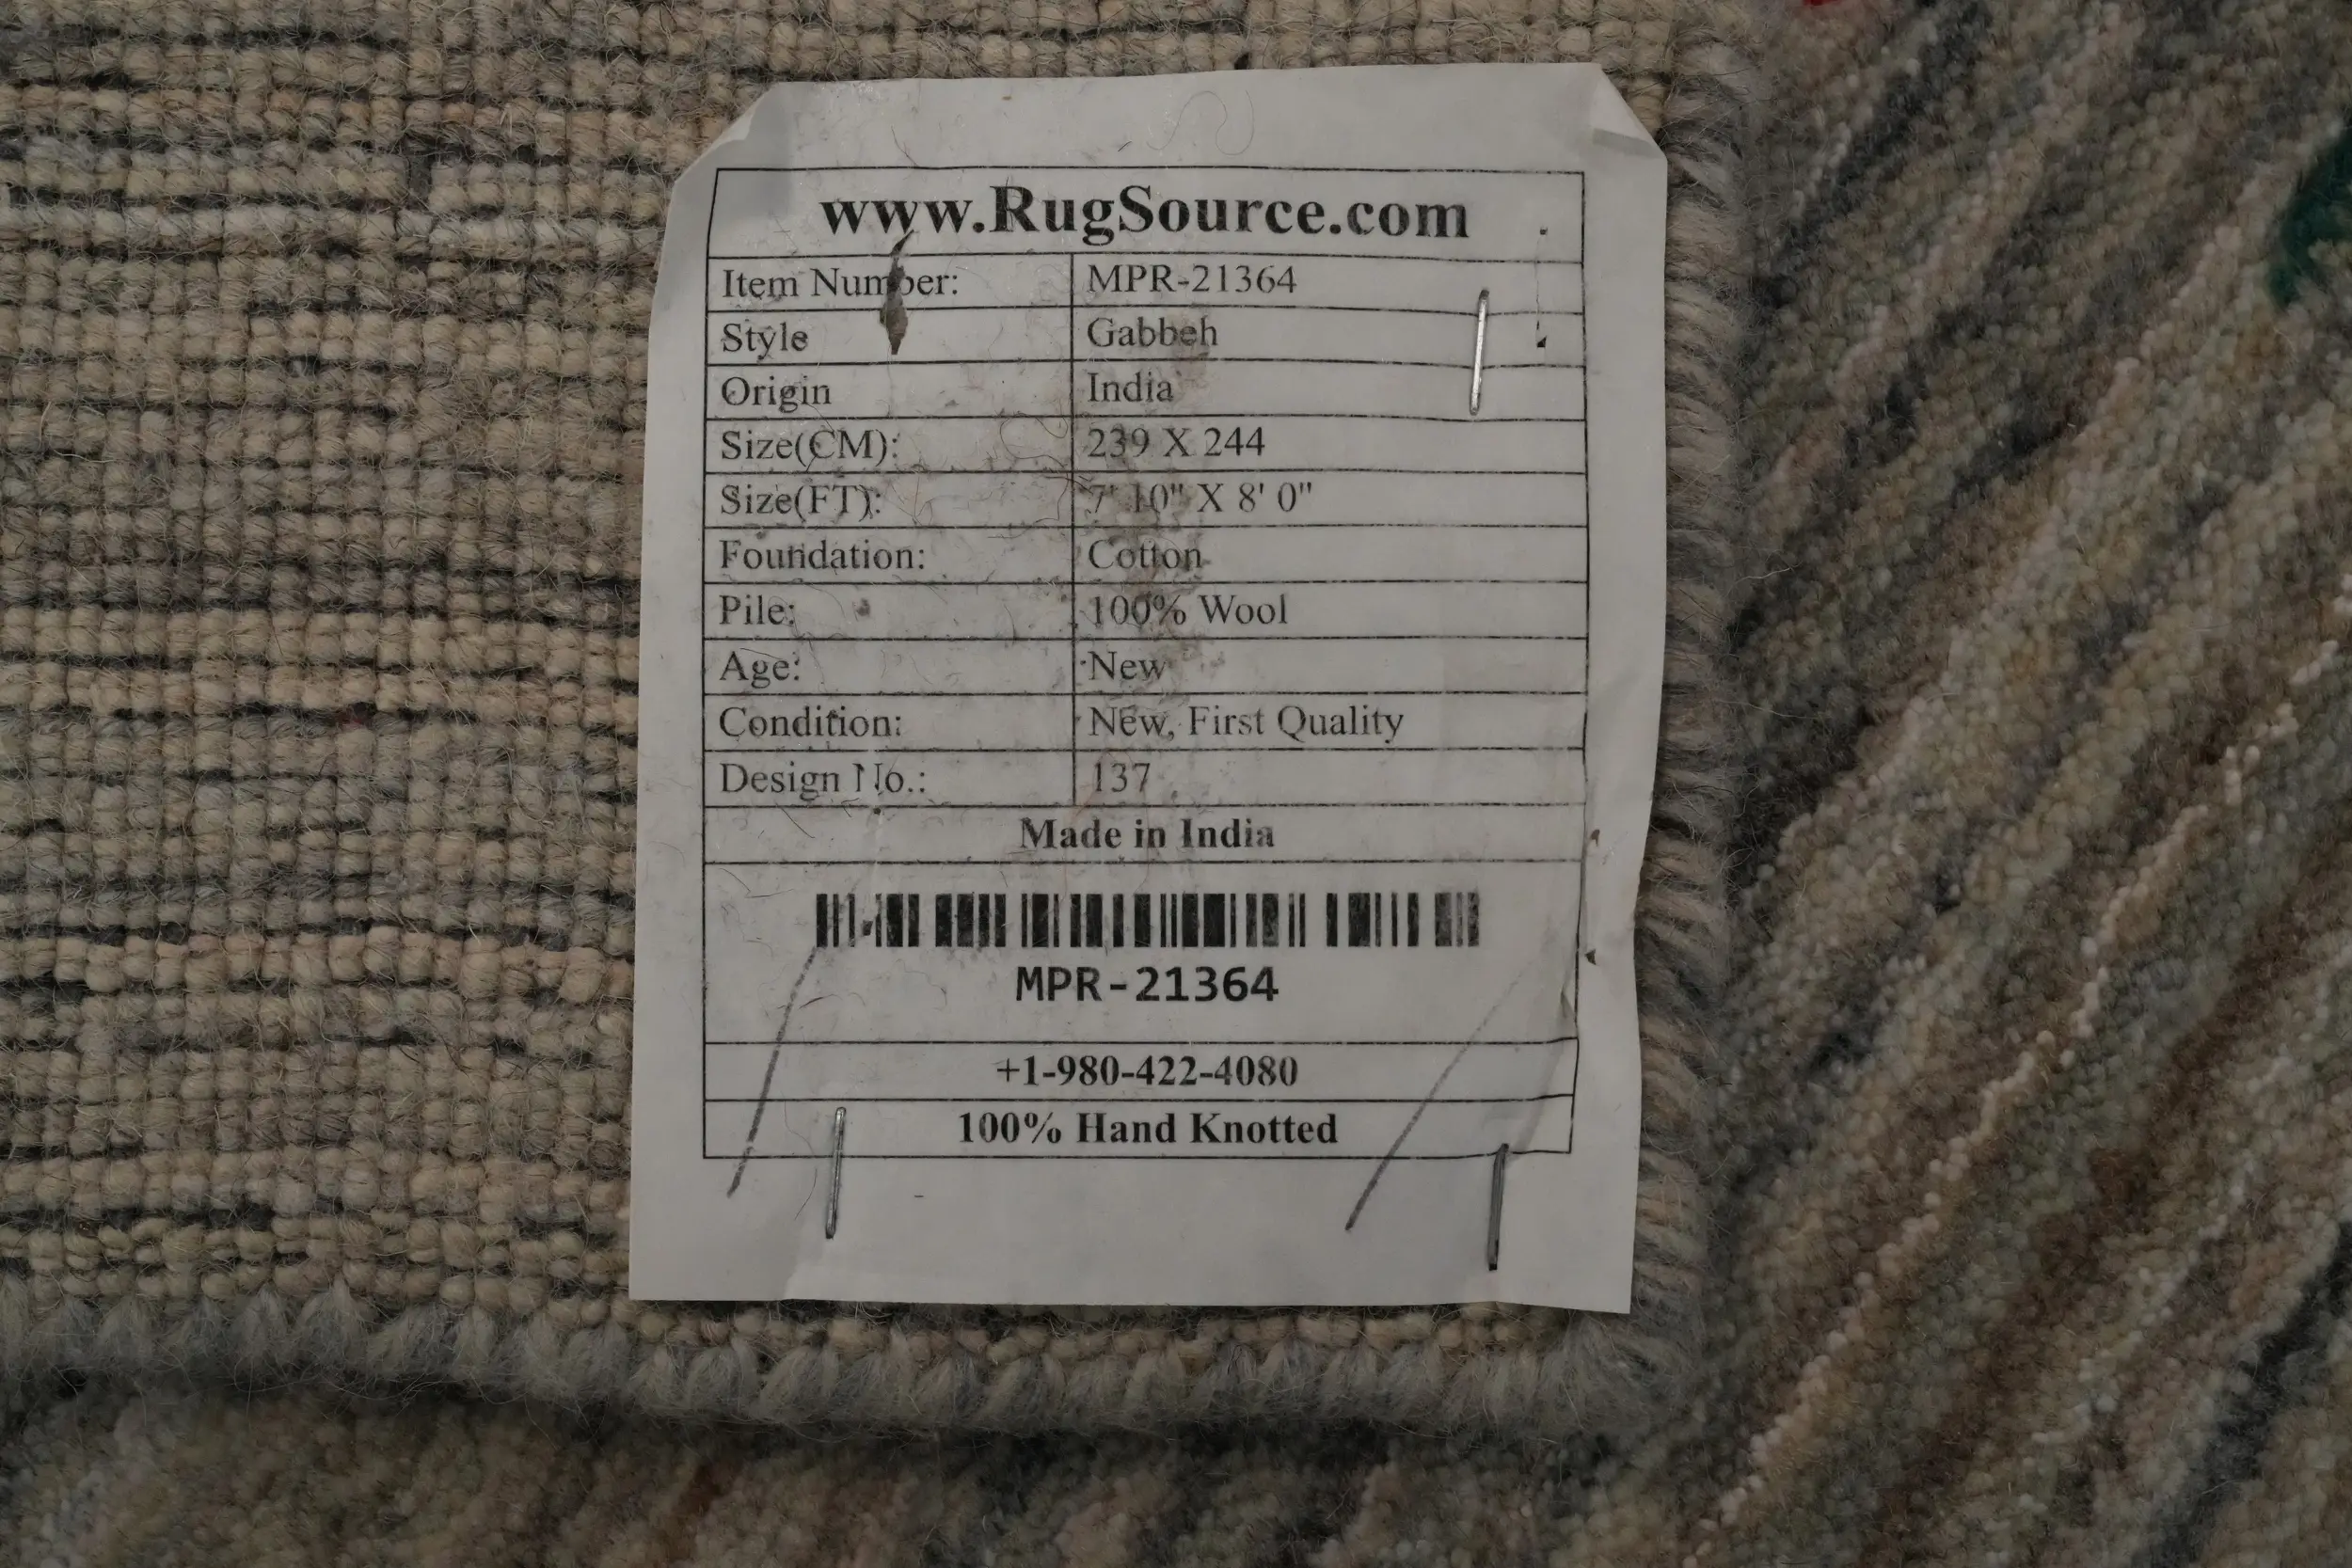 www.RugSource.com
Item Number: MPR-21364
Style Gabbeh
Origin India
Size(CM): 239 X 244
Size(FT): 7' 10" X 8' 0"
Foundation: Cotton
Pile: 100% Wool
Age: New
Condition: New, First Quality
Design No.: 137
Made in India
MPR-21364
+1-980-422-4080
100% Hand Knotted